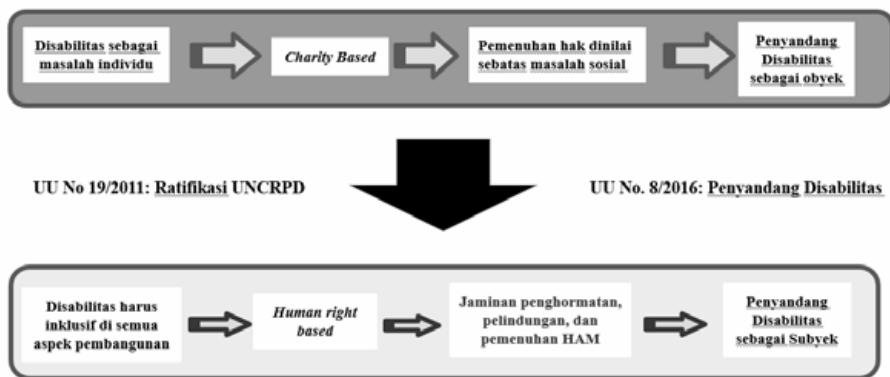 Disabilitas sebagai
masalah individu
Charity Based
Pemenuhan hak dinilai
sebatas masalah sosial
Penyandang
Disabilitas
sebagai obyek
UU No 19/2011: Ratifikasi UNCRPD
UU No. 8/2016: Penyandang Disabilitas
Disabilitas harus
inklusif di semua
aspek pembangunan
Human right
based
Jaminan penghormatan,
pelindungan, dan
pemenuhan HAM
Penyandang
Disabilitas
sebagai Subyek